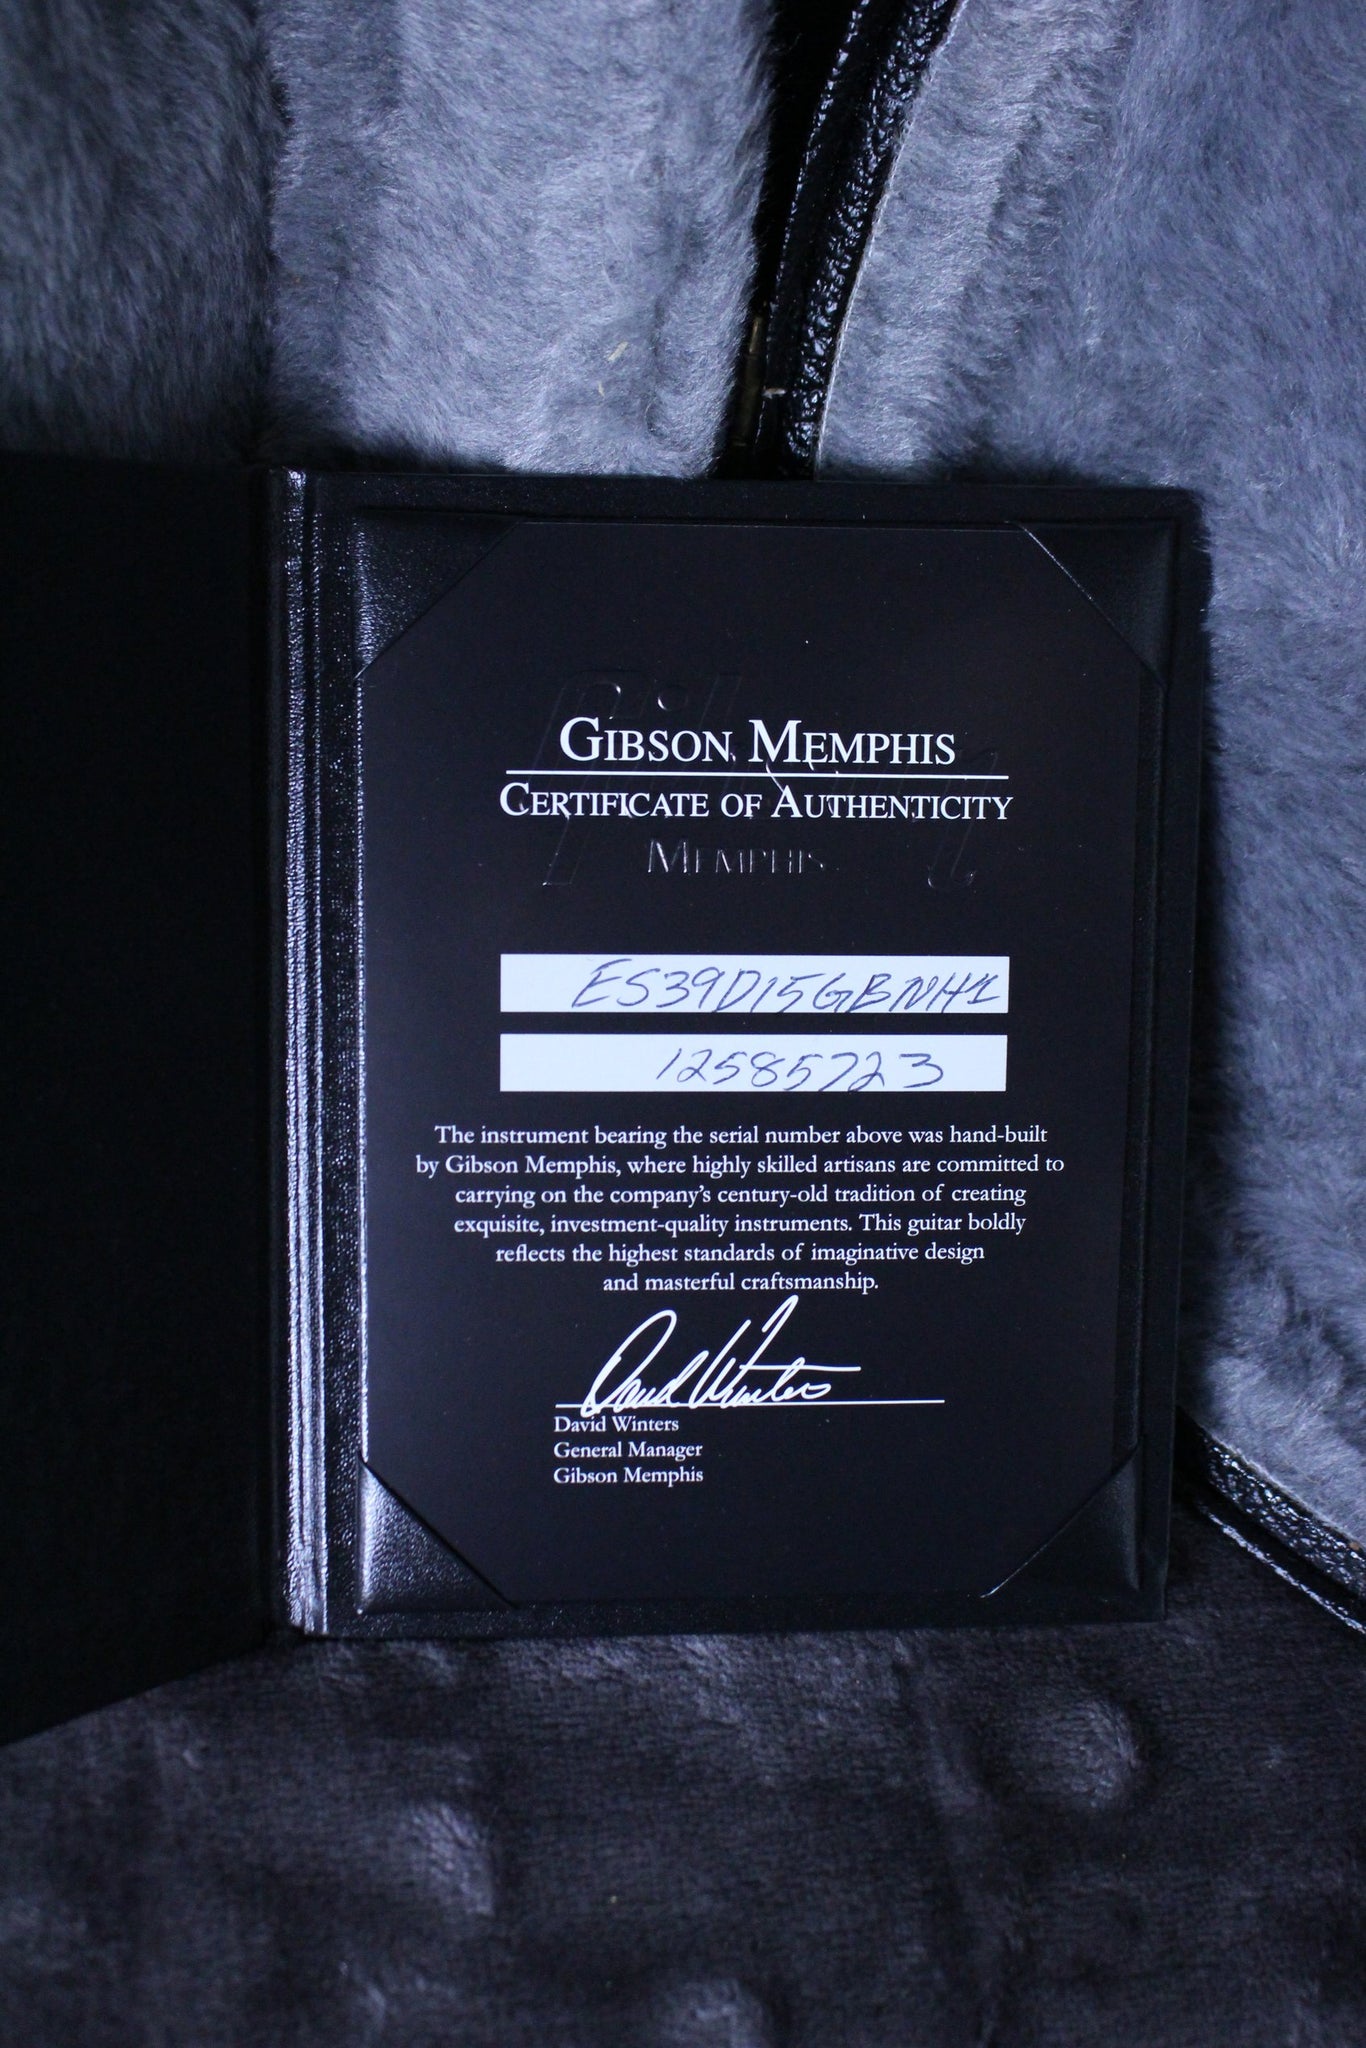 GIBSON MEMPHIS
CERTIFICATE OF AUTHENTICITY
Gibson
MEMPHIS
ES39D15GBNH1
12585723
The instrument bearing the serial number above was hand-built
by Gibson Memphis, where highly skilled artisans are committed to
carrying on the company's century-old tradition of creating
exquisite, investment-quality instruments. This guitar boldly
reflects the highest standards of imaginative design
and masterful craftsmanship.
David Winters
David Winters
General Manager
Gibson Memphis